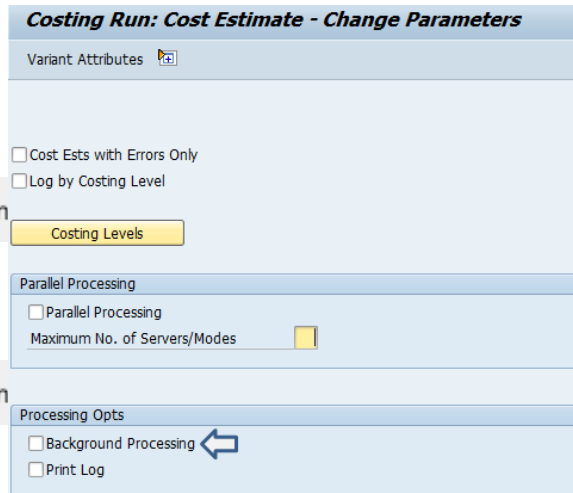 Costing Run: Cost Estimate - Change Parameters
Variant Attributes
Cost Ests with Errors Only
Log by Costing Level
n
Costing Levels
Parallel Processing
Parallel Processing
Maximum No. of Servers/Modes
n
Processing Opts
Background Processing
Print Log